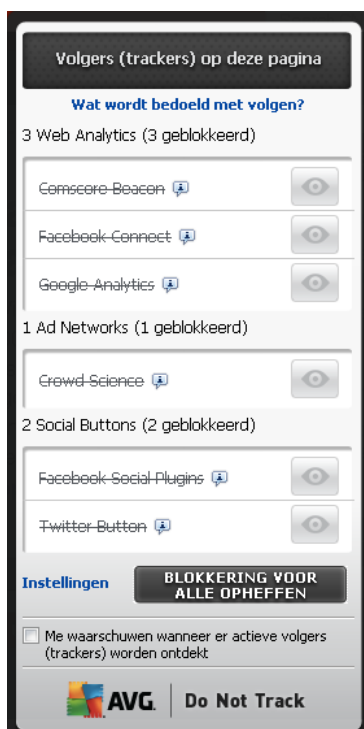 Volgers (trackers) op deze pagina
Wat wordt bedoeld met volgen?
3 Web Analytics (3 geblokkeerd)
Comscore Beacon
Facebook Connect
Google Analytics
1 Ad Networks (1 geblokkeerd)
Crowd Science
2 Social Buttons (2 geblokkeerd)
Facebook Social Plugins
Twitter Button
Instellingen
BLOKKERING VOOR
ALLE OPHEFFEN
Me waarschuwen wanneer er actieve volgers
(trackers) worden ontdekt
AVG. Do Not Track